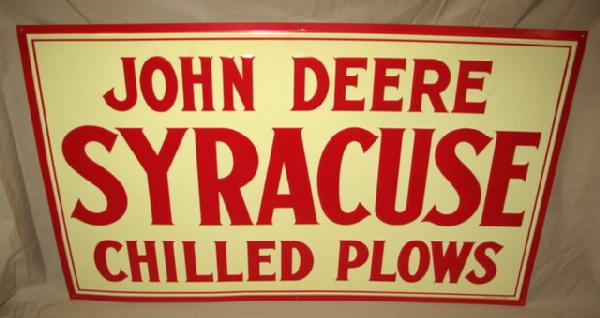 JOHN DEERE
SYRACUSE
CHILLED PLOWS